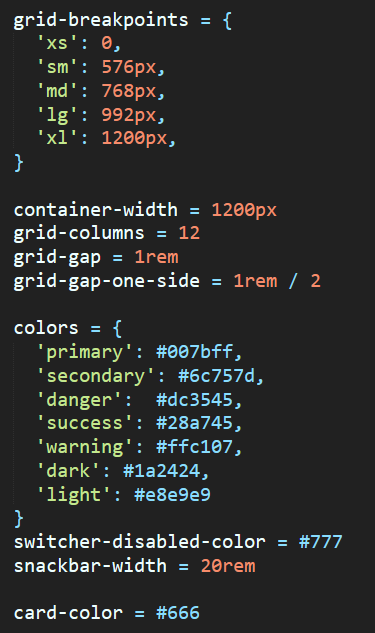 grid-breakpoints = {
  'xs': 0,
  'sm': 576px,
  'md': 768px,
  'lg': 992px,
  'xl': 1200px,
}

container-width = 1200px
grid-columns = 12
grid-gap = 1rem
grid-gap-one-side = 1rem / 2

colors = {
  'primary': #007bff,
  'secondary': #6c757d,
  'danger':  #dc3545,
  'success': #28a745,
  'warning': #ffc107,
  'dark': #1a2424,
  'light': #e8e9e9
}
switcher-disabled-color = #777
snackbar-width = 20rem

card-color = #666